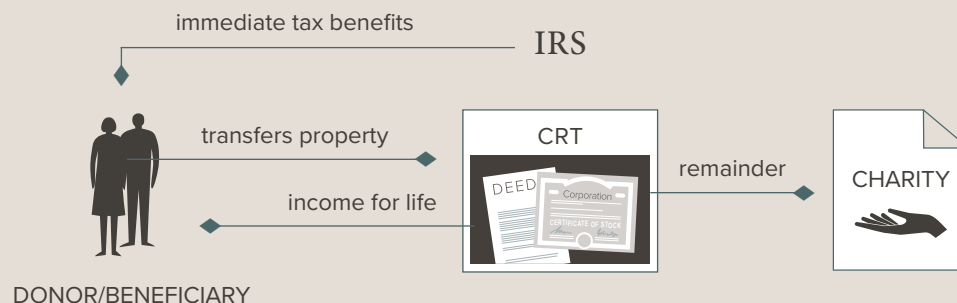 immediate tax benefits
IRS
transfers property
CRT
DEED
Corporation
CERTIFICATE OF STOCK
income for life
remainder
CHARITY
DONOR/BENEFICIARY